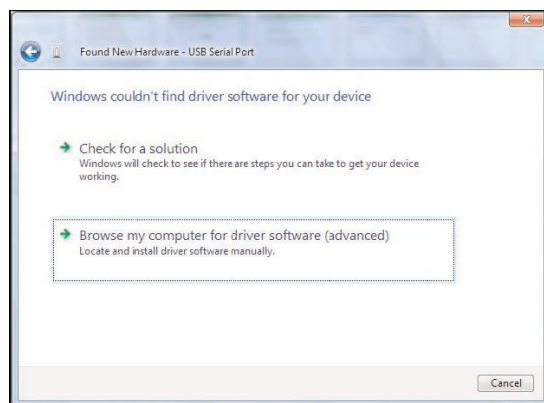 Found New Hardware - USB Serial Port
Windows couldn't find driver software for your device
Check for a solution
Windows will check to see if there are steps you can take to get your device
working.
Browse my computer for driver software (advanced)
Locate and install driver software manually.
Cancel